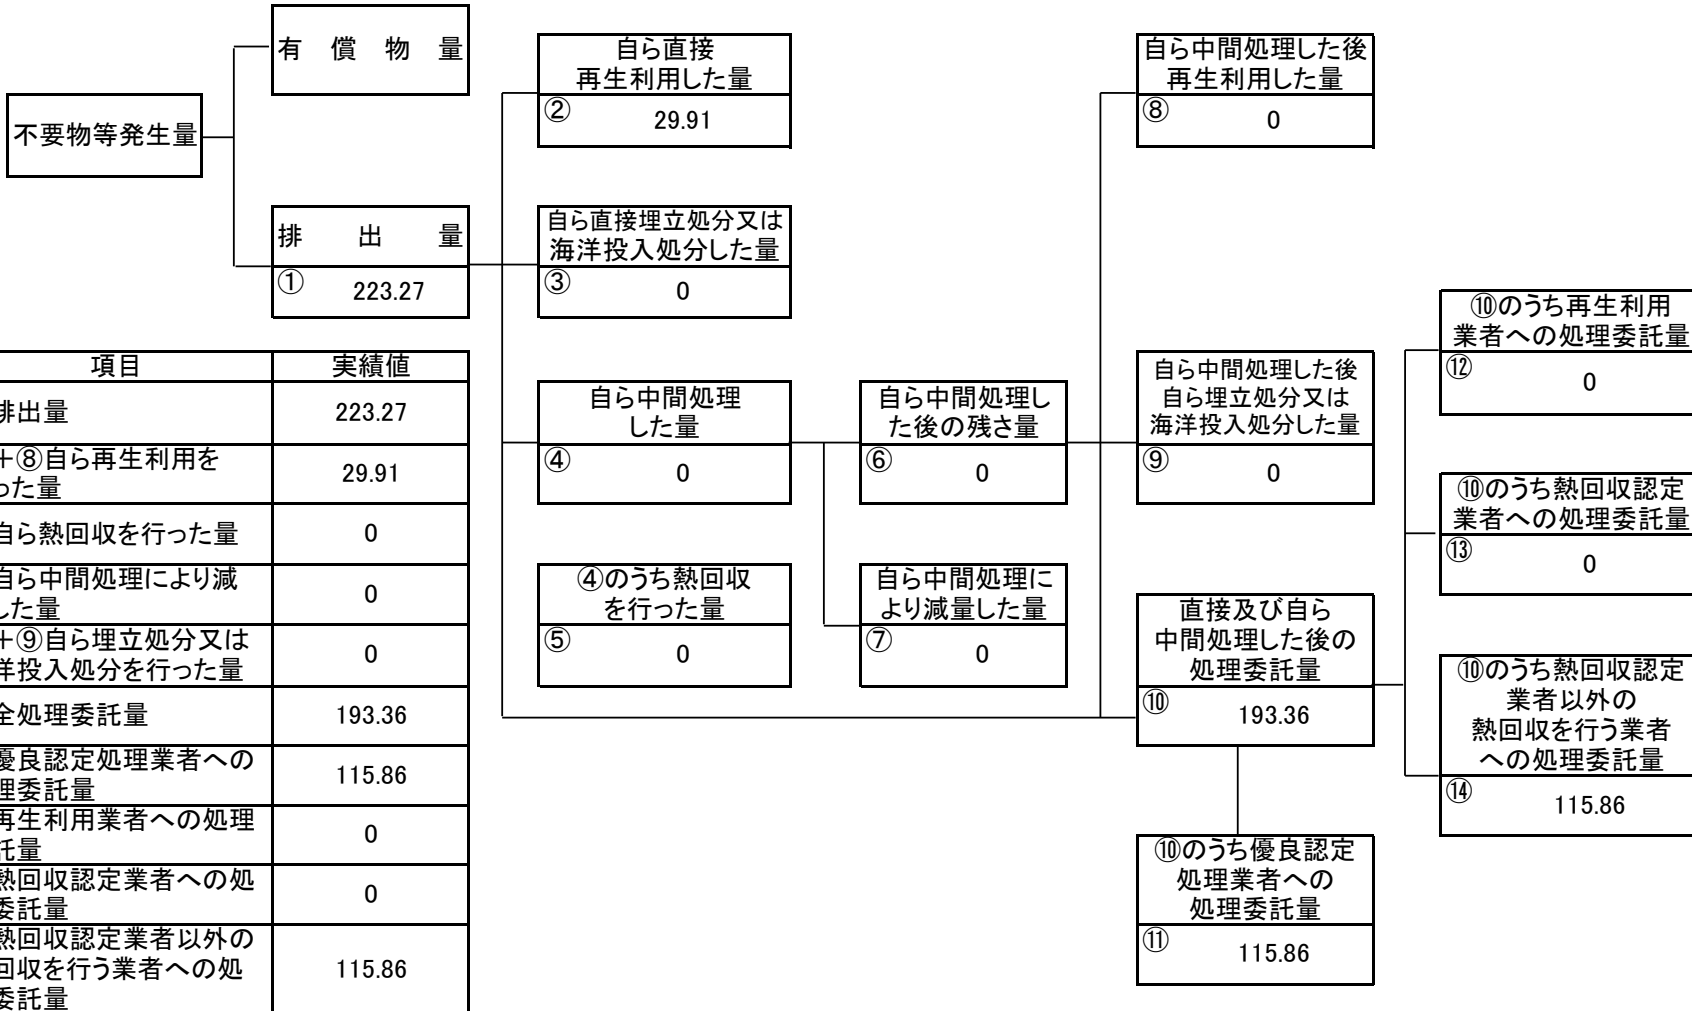 有償物量
不要物等発生量
排出量
①
223.27
自ら直接
再生利用した量
②
29.91
自ら直接埋立処分又は
海洋投入処分した量
③
0
自ら中間処理
した量
④
0
④のうち熱回収
を行った量
⑤
0
自ら中間処理し
た後の残さ量
⑥
0
自ら中間処理に
より減量した量
⑦
0
自ら中間処理した後
再生利用した量
⑧
0
自ら中間処理した後
自ら埋立処分又は
海洋投入処分した量
⑨
0
直接及び自ら
中間処理した後の
処理委託量
⑩
193.36
⑩のうち優良認定
処理業者への
処理委託量
⑪
115.86
⑩のうち再生利用
業者への処理委託量
⑫
0
⑩のうち熱回収認定
業者への処理委託量
⑬
0
⑩のうち熱回収認定
業者以外の
熱回収を行う業者
への処理委託量
⑭
115.86
項目 実績値
排出量 223.27
+⑧自ら再生利用を
った量
29.91
自ら熱回収を行った量 0
自ら中間処理により減
した量
0
+⑨自ら埋立処分又は
洋投入処分を行った量
0
全処理委託量 193.36
優良認定処理業者への
理委託量
115.86
再生利用業者への処理
託量
0
熱回収認定業者への処
委託量
0
熱回収認定業者以外の
回収を行う業者への処
委託量
115.86